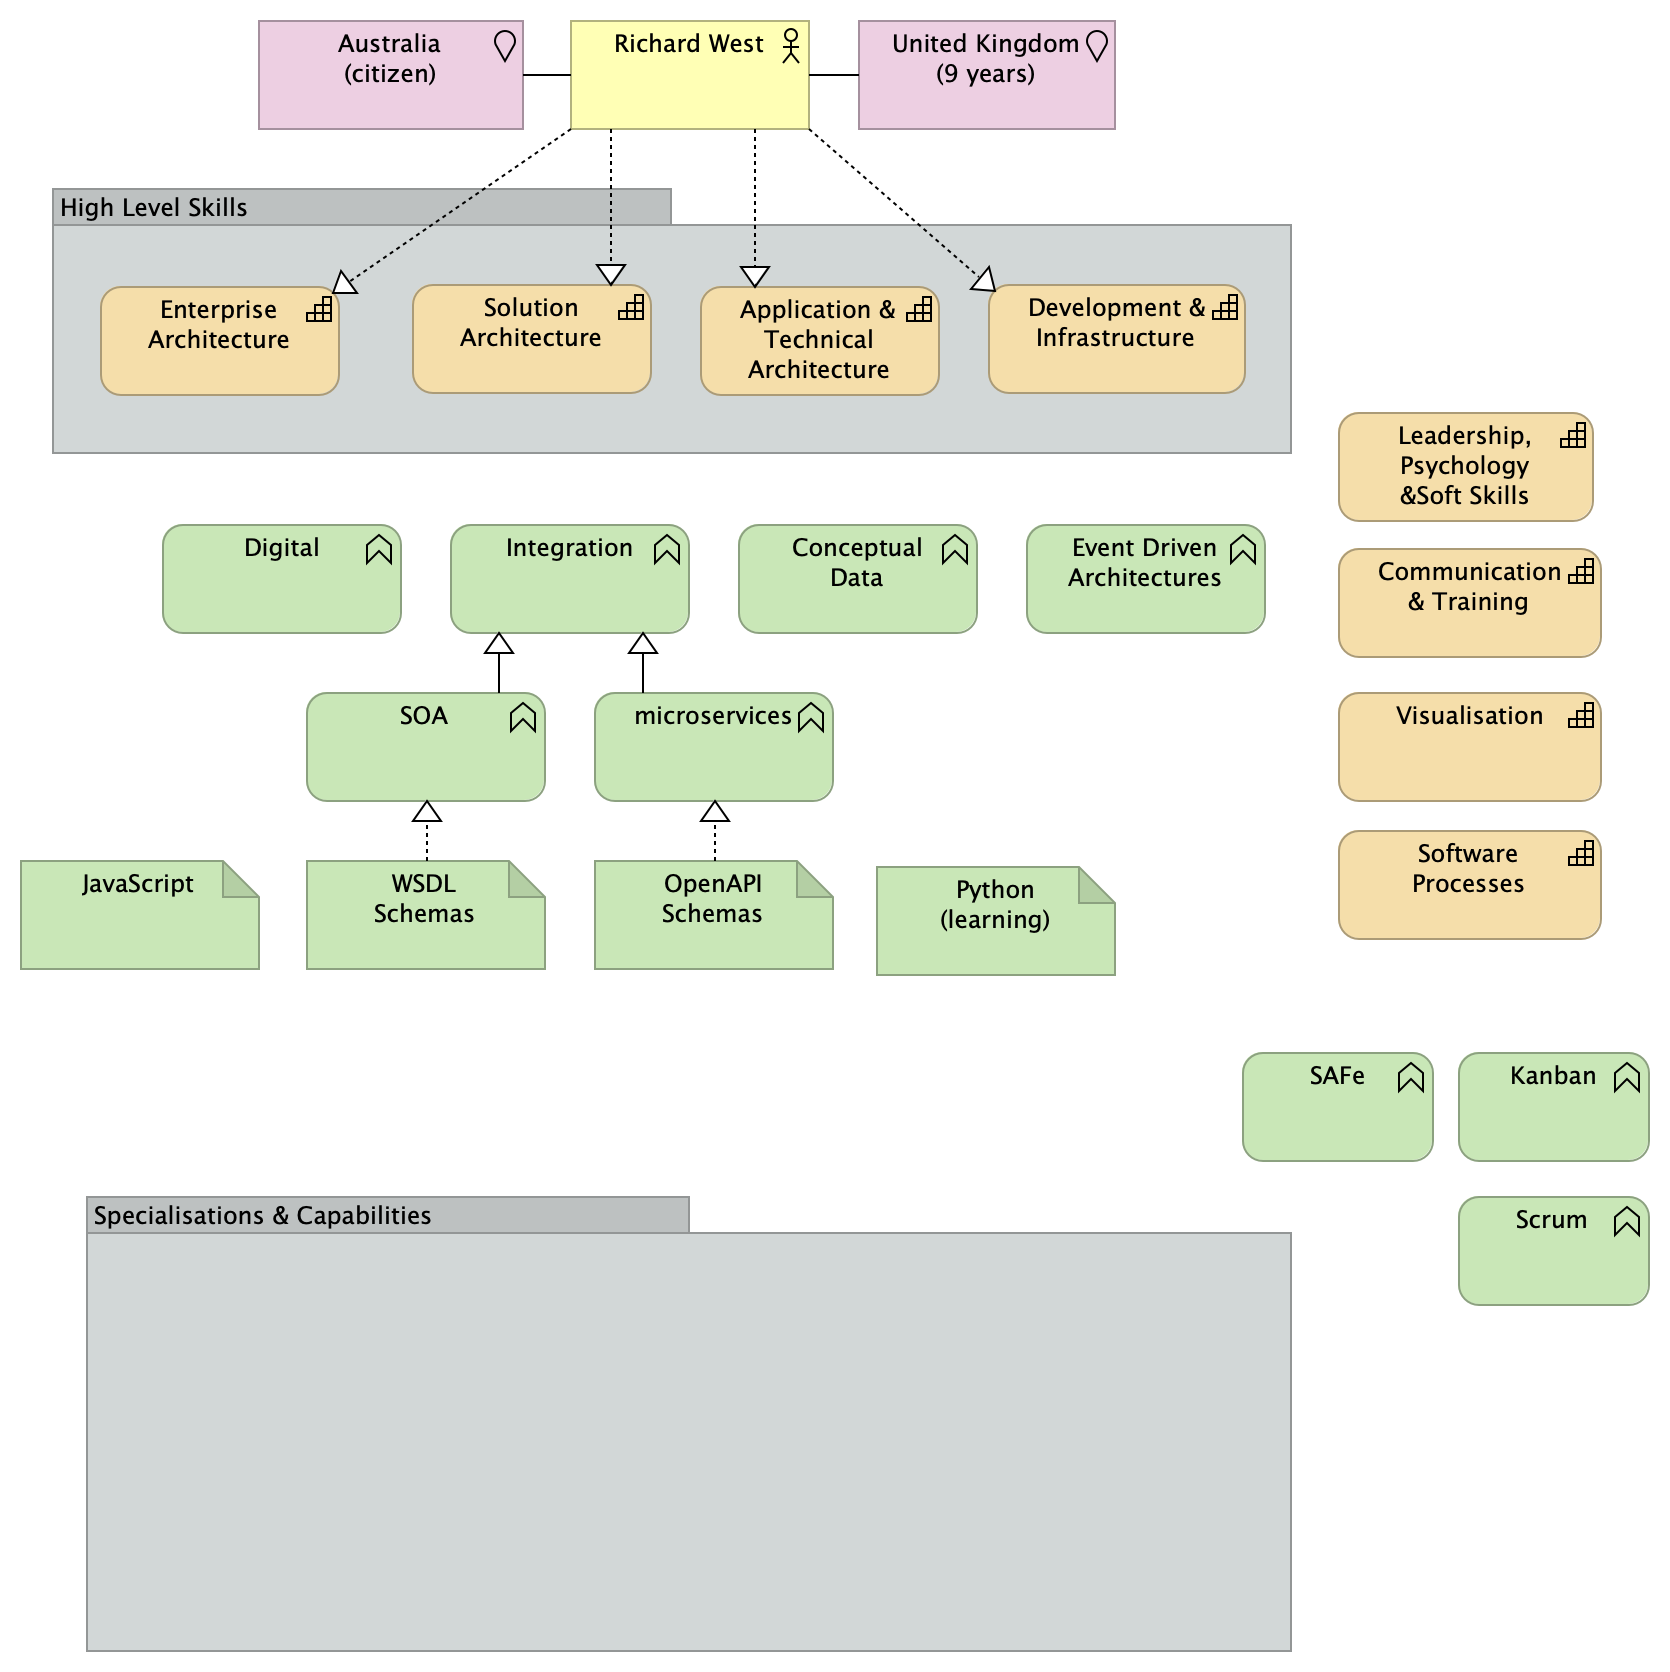 Australia
(citizen)
Richard West
United Kingdom
(9 years)
High Level Skills
Enterprise
Architecture
Solution
Architecture
Application &
Technical
Architecture
Development &
Infrastructure
Leadership,
Psychology
&Soft Skills
Digital
Integration
Conceptual
Data
Event Driven
Architectures
Communication
& Training
SOA
microservices
Visualisation
JavaScript
WSDL
Schemas
OpenAPI
Schemas
Python
(learning)
Software
Processes
SAFe
Kanban
Specialisations & Capabilities
Scrum